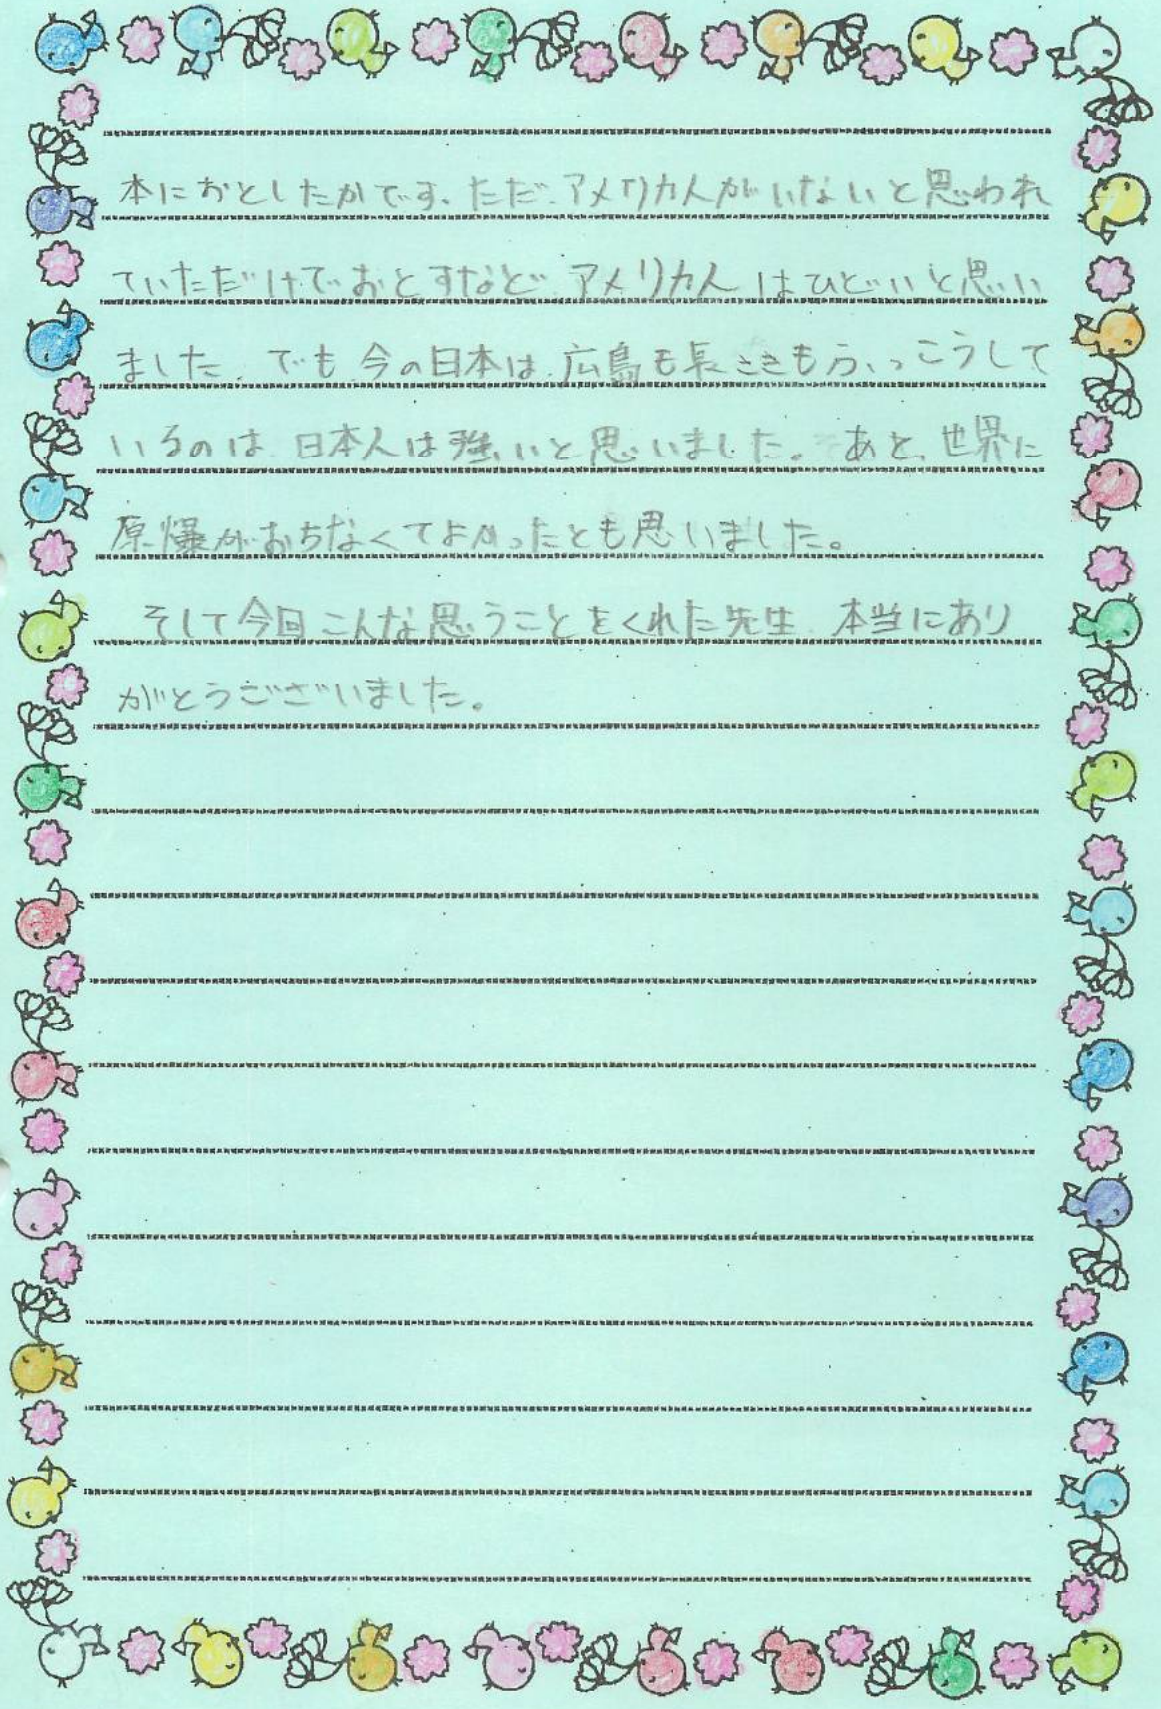 本におとしたかです。ただ、アメリカ人がいないと思われ
ていただけでおとすなど、アメリカ人はひどいと思い
ました。でも今の日本は、広島も長さきもふっこうして
いるのは、日本人は強いと思いました。あと、世界に
原爆がおちなくてよかったとも思いました。
そして今回こんな思うことをくれた先生、本当にあり
がとうございました。